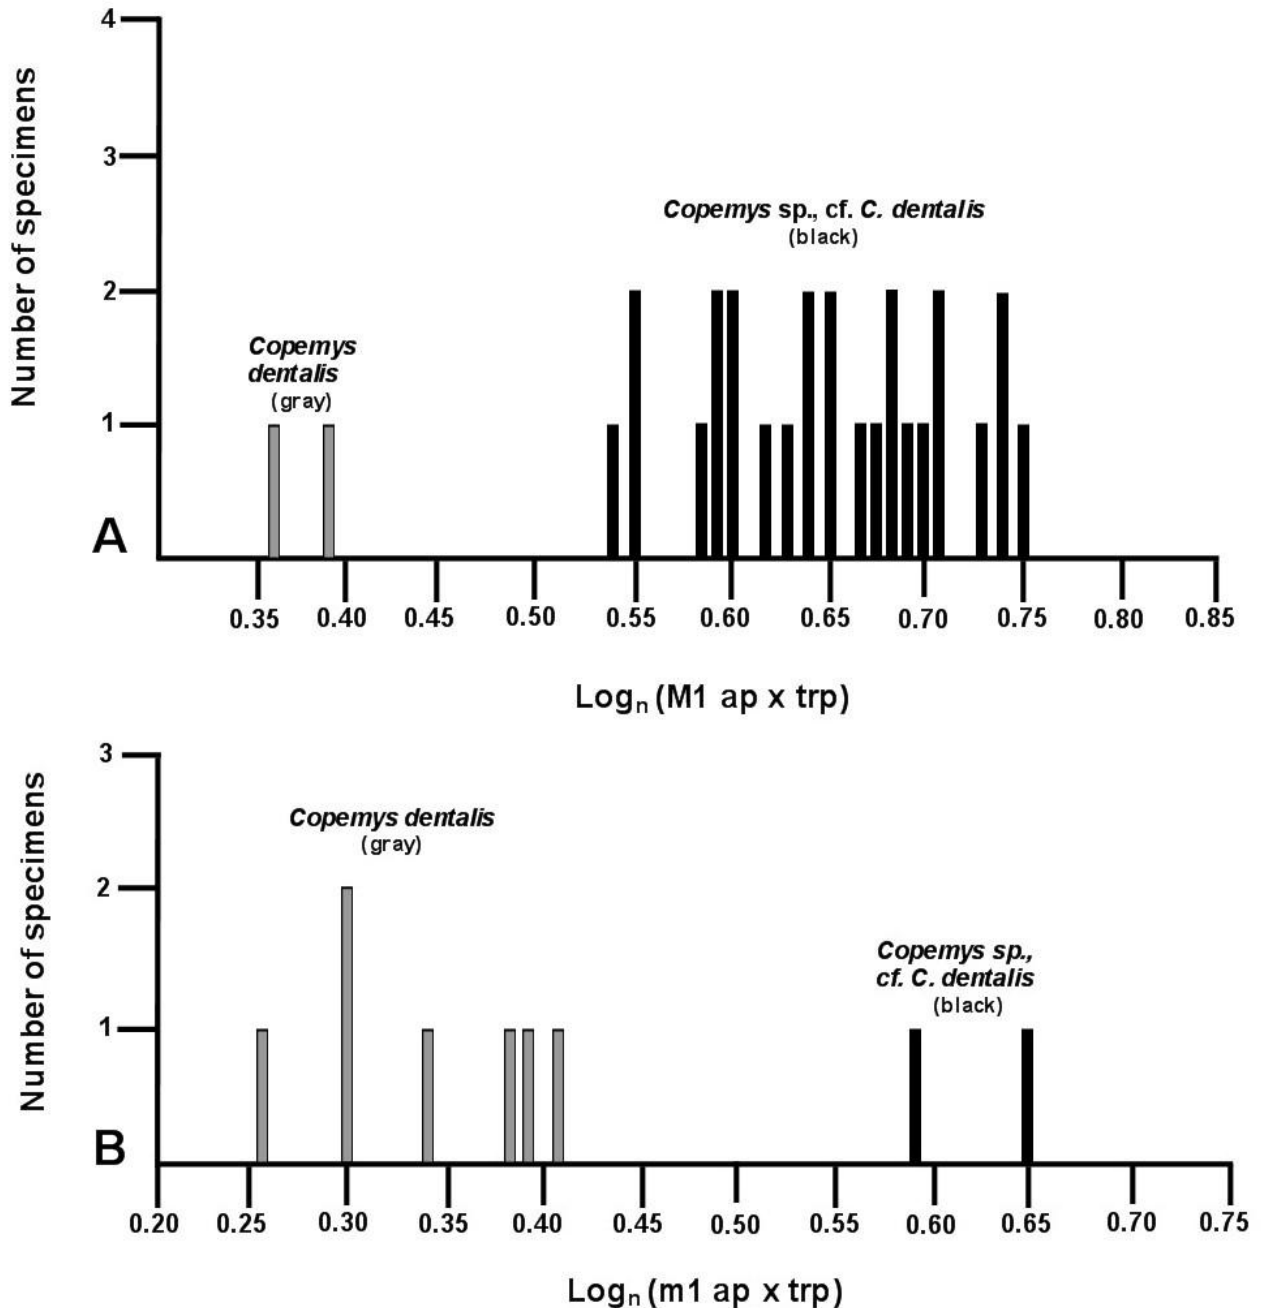 4
3
2
1
Number of specimens
Copemys sp., cf. C. dentalis
(black)
Copemys
dentalis
(gray)
A
0.35 0.40 0.45 0.50 0.55 0.60 0.65 0.70 0.75 0.80 0.85
Logn (M1 ap x trp)
3
2
1
Number of specimens
Copemys dentalis
(gray)
Copemys sp.,
cf. C. dentalis
(black)
B
0.20 0.25 0.30 0.35 0.40 0.45 0.50 0.55 0.60 0.65 0.70 0.75
Logn (m1 ap x trp)